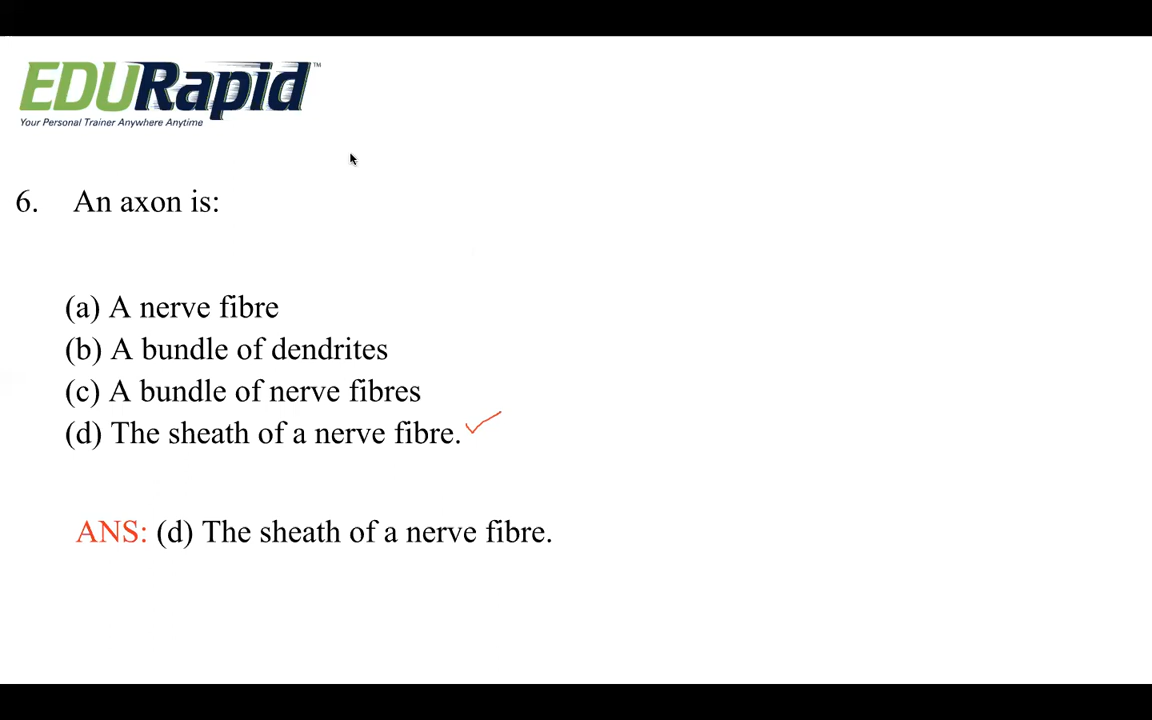 EDURapid™
Your Personal Trainer Anywhere Anytime
6. An axon is:
(a) A nerve fibre
(b) A bundle of dendrites
(c) A bundle of nerve fibres
(d) The sheath of a nerve fibre.
ANS: (d) The sheath of a nerve fibre.